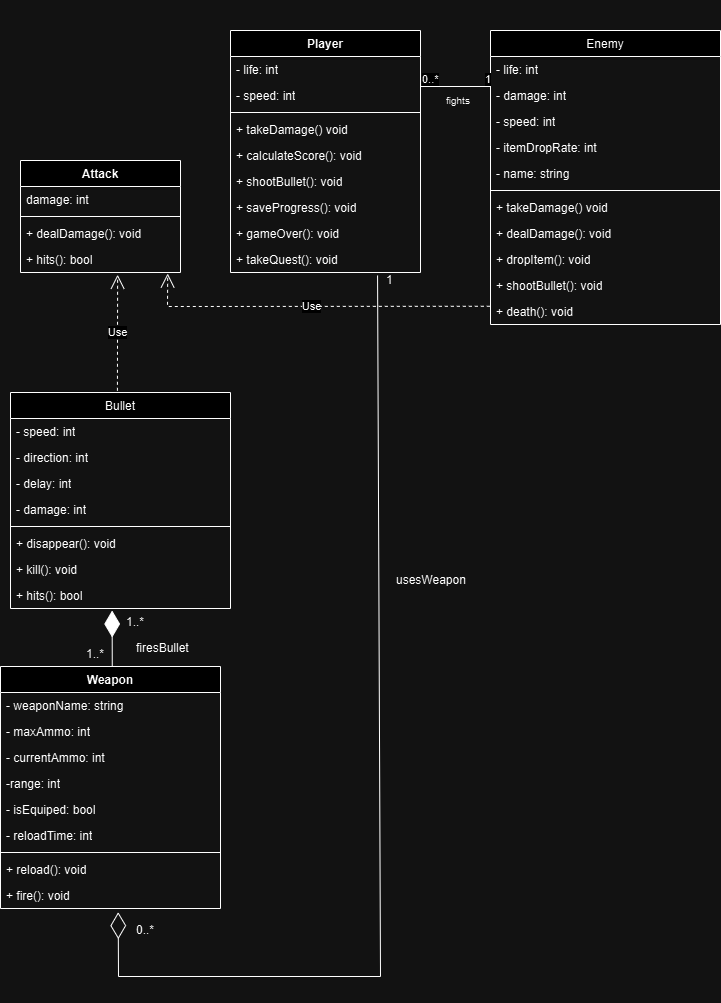 Player
- life: int
- speed: int
+ takeDamage() void
+ calculateScore(): void
+ shootBullet(): void
+ saveProgress(): void
+ gameOver(): void
+ takeQuest(): void
0..*
1
fights
Enemy
- life: int
- damage: int
- speed: int
- itemDropRate: int
- name: string
+ takeDamage() void
+ dealDamage(): void
+ dropItem(): void
+ shootBullet(): void
+ death(): void
Attack
damage: int
+ dealDamage(): void
+ hits(): bool
1
Use
Use
Bullet
- speed: int
- direction: int
- delay: int
- damage: int
+ disappear(): void
+ kill(): void
+ hits(): bool
usesWeapon
1..*
firesBullet
1..*
Weapon
- weaponName: string
- maxAmmo: int
- currentAmmo: int
-range: int
- isEquiped: bool
- reloadTime: int
+ reload(): void
+ fire(): void
0..*